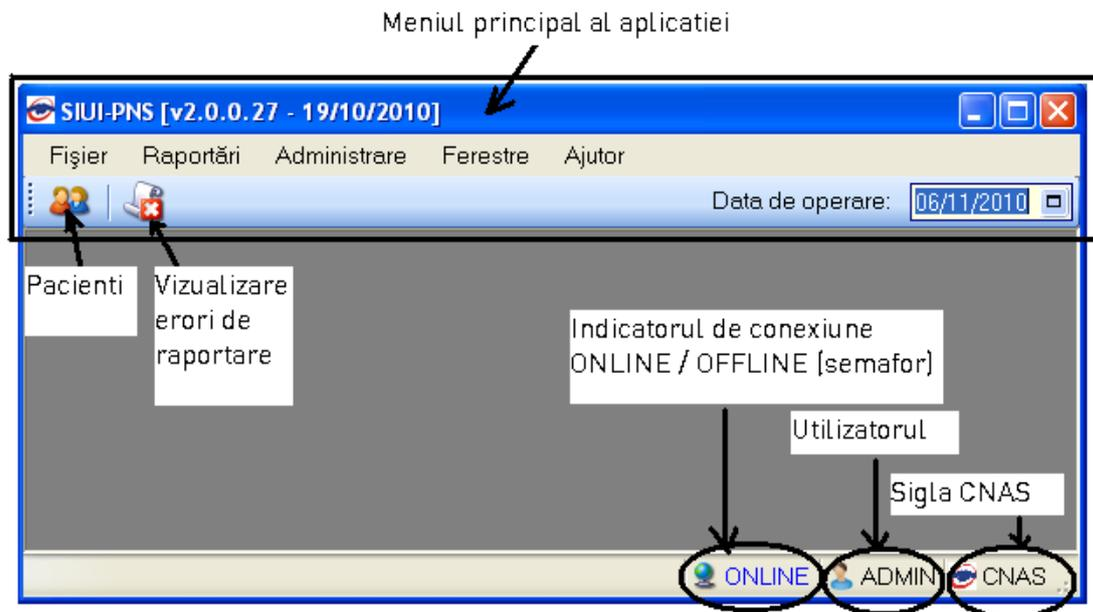 Meniul principal al aplicatiei
SIUI-PNS [v2.0.0.27 - 19/10/2010]
Fişier Raportări Administrare Ferestre Ajutor
Data de operare: 06/11/2010
Pacienti
Vizualizare
erori de
raportare
Indicatorul de conexiune
ONLINE / OFFLINE (semafor)
Utilizatorul
Sigla CNAS
ONLINE ADMIN CNAS